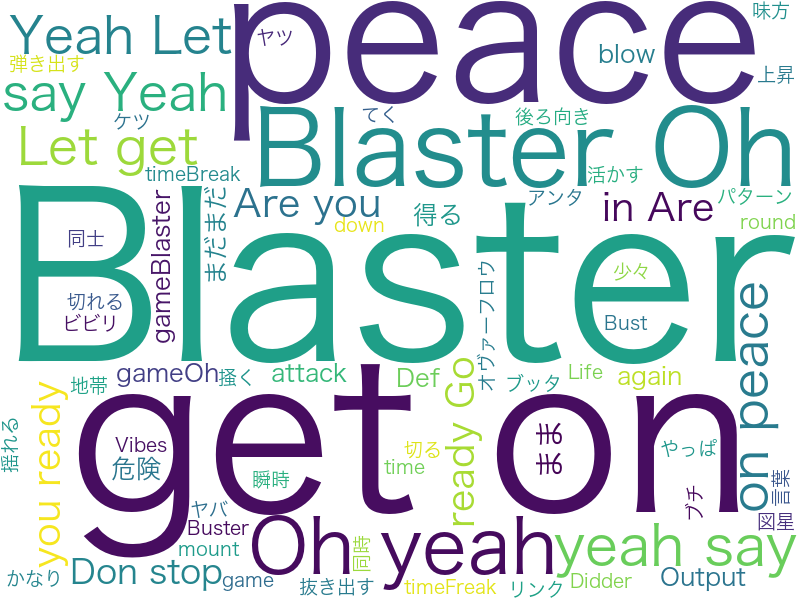 Yeah Let
ヤツ
peace
味方
blow
弾き出す
上昇
say Yeah
ケツ
てく
後ろ向き
Blaster Oh
Let get
timeBreak
活かす
Are you
得る
アンタ
in Are
パターン
down
round
gameBlaster
まだまだ
同士
Blaster
オヴァーフロウ
少々
切れる
ビビリ
Bust
on peace
地帯
gameOh
掻く
attack
Def
ready Go
ブッタ
Life
again
you ready
get on
揺れる
Vibes
危険
まま
切る
やっぱ
time
瞬時
ブチ
言葉
ヤバ
Buster
図星
mount
Oh yeah
同時
yeah say
かなり
Don stop
game
抜き出す
timeFreak
リンク
Didder
Output